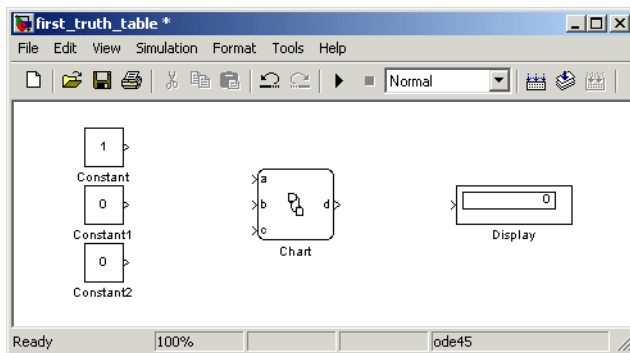 first_truth_table *
File Edit View Simulation Format Tools Help
Normal
1
Constant
0
Constant1
0
Constant2
a
b
c
d
Chart
0
Display
Ready 100% ode45